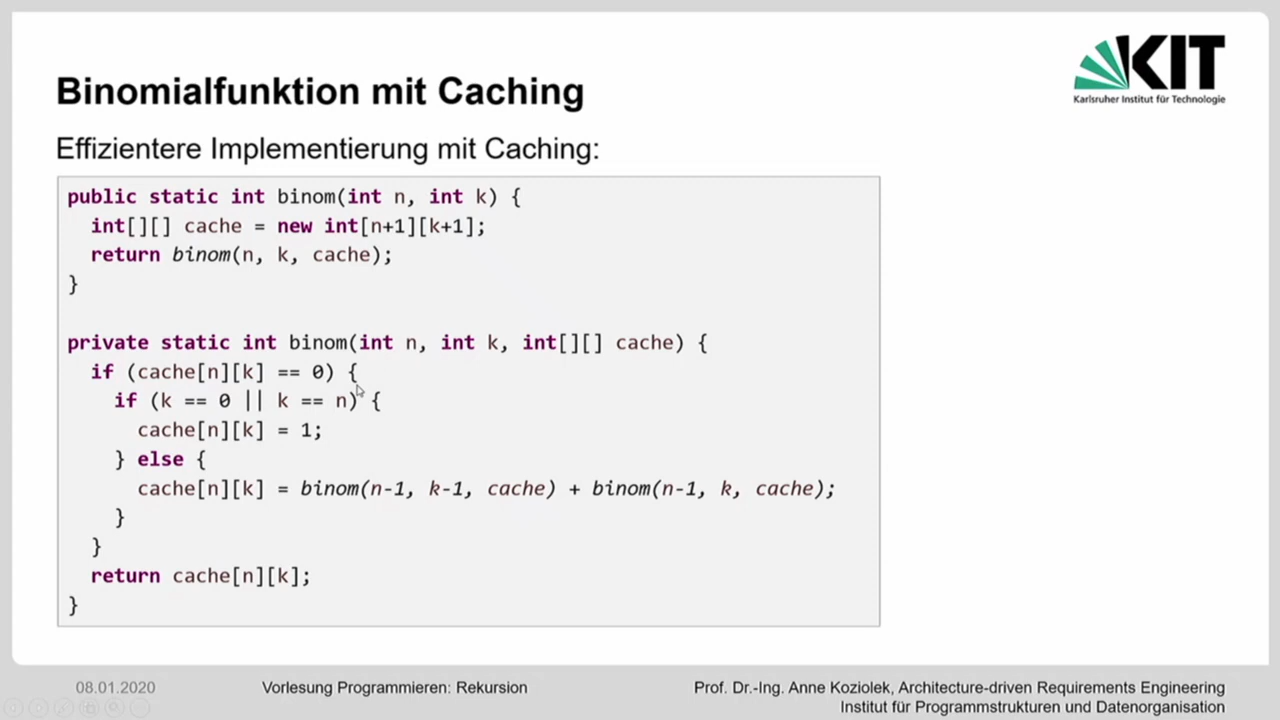 KIT
Karlsruher Institut für Technologie
Binomialfunktion mit Caching
Effizientere Implementierung mit Caching:
public static int binom(int n, int k) {
  int[][] cache = new int[n+1][k+1];
  return binom(n, k, cache);
}

private static int binom(int n, int k, int[][] cache) {
  if (cache[n][k] == 0) {
    if (k == 0 || k == n) {
      cache[n][k] = 1;
    } else {
      cache[n][k] = binom(n-1, k-1, cache) + binom(n-1, k, cache);
    }
  }
  return cache[n][k];
}
08.01.2020
Vorlesung Programmieren: Rekursion
Prof. Dr.-Ing. Anne Koziolek, Architecture-driven Requirements Engineering
Institut für Programmstrukturen und Datenorganisation